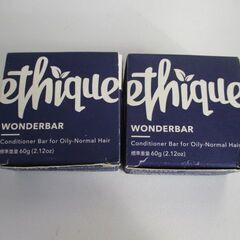 ethique
WONDERBAR
Conditioner Bar for Oily-Normal Hair
標準重量 60g (2.12oz)
ethique
WONDERBAR
Conditioner Bar for Oily-Normal Hair
標準重量 60g (2.12oz)